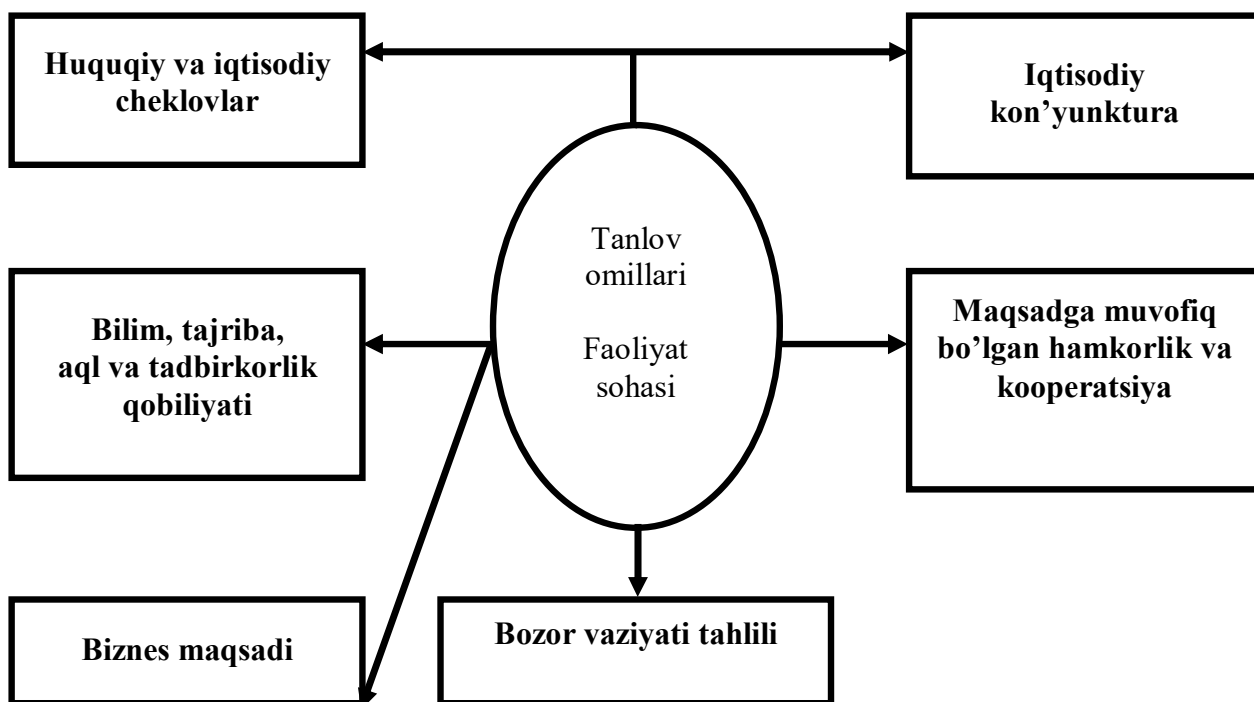 Huquqiy va iqtisodiy
cheklovlar
Iqtisodiy
kon’yunktura
Tanlov
omillari
Faoliyat
sohasi
Bilim, tajriba,
aql va tadbirkorlik
qobiliyati
Maqsadga muvofiq
bo’lgan hamkorlik va
kooperatsiya
Biznes maqsadi
Bozor vaziyati tahlili